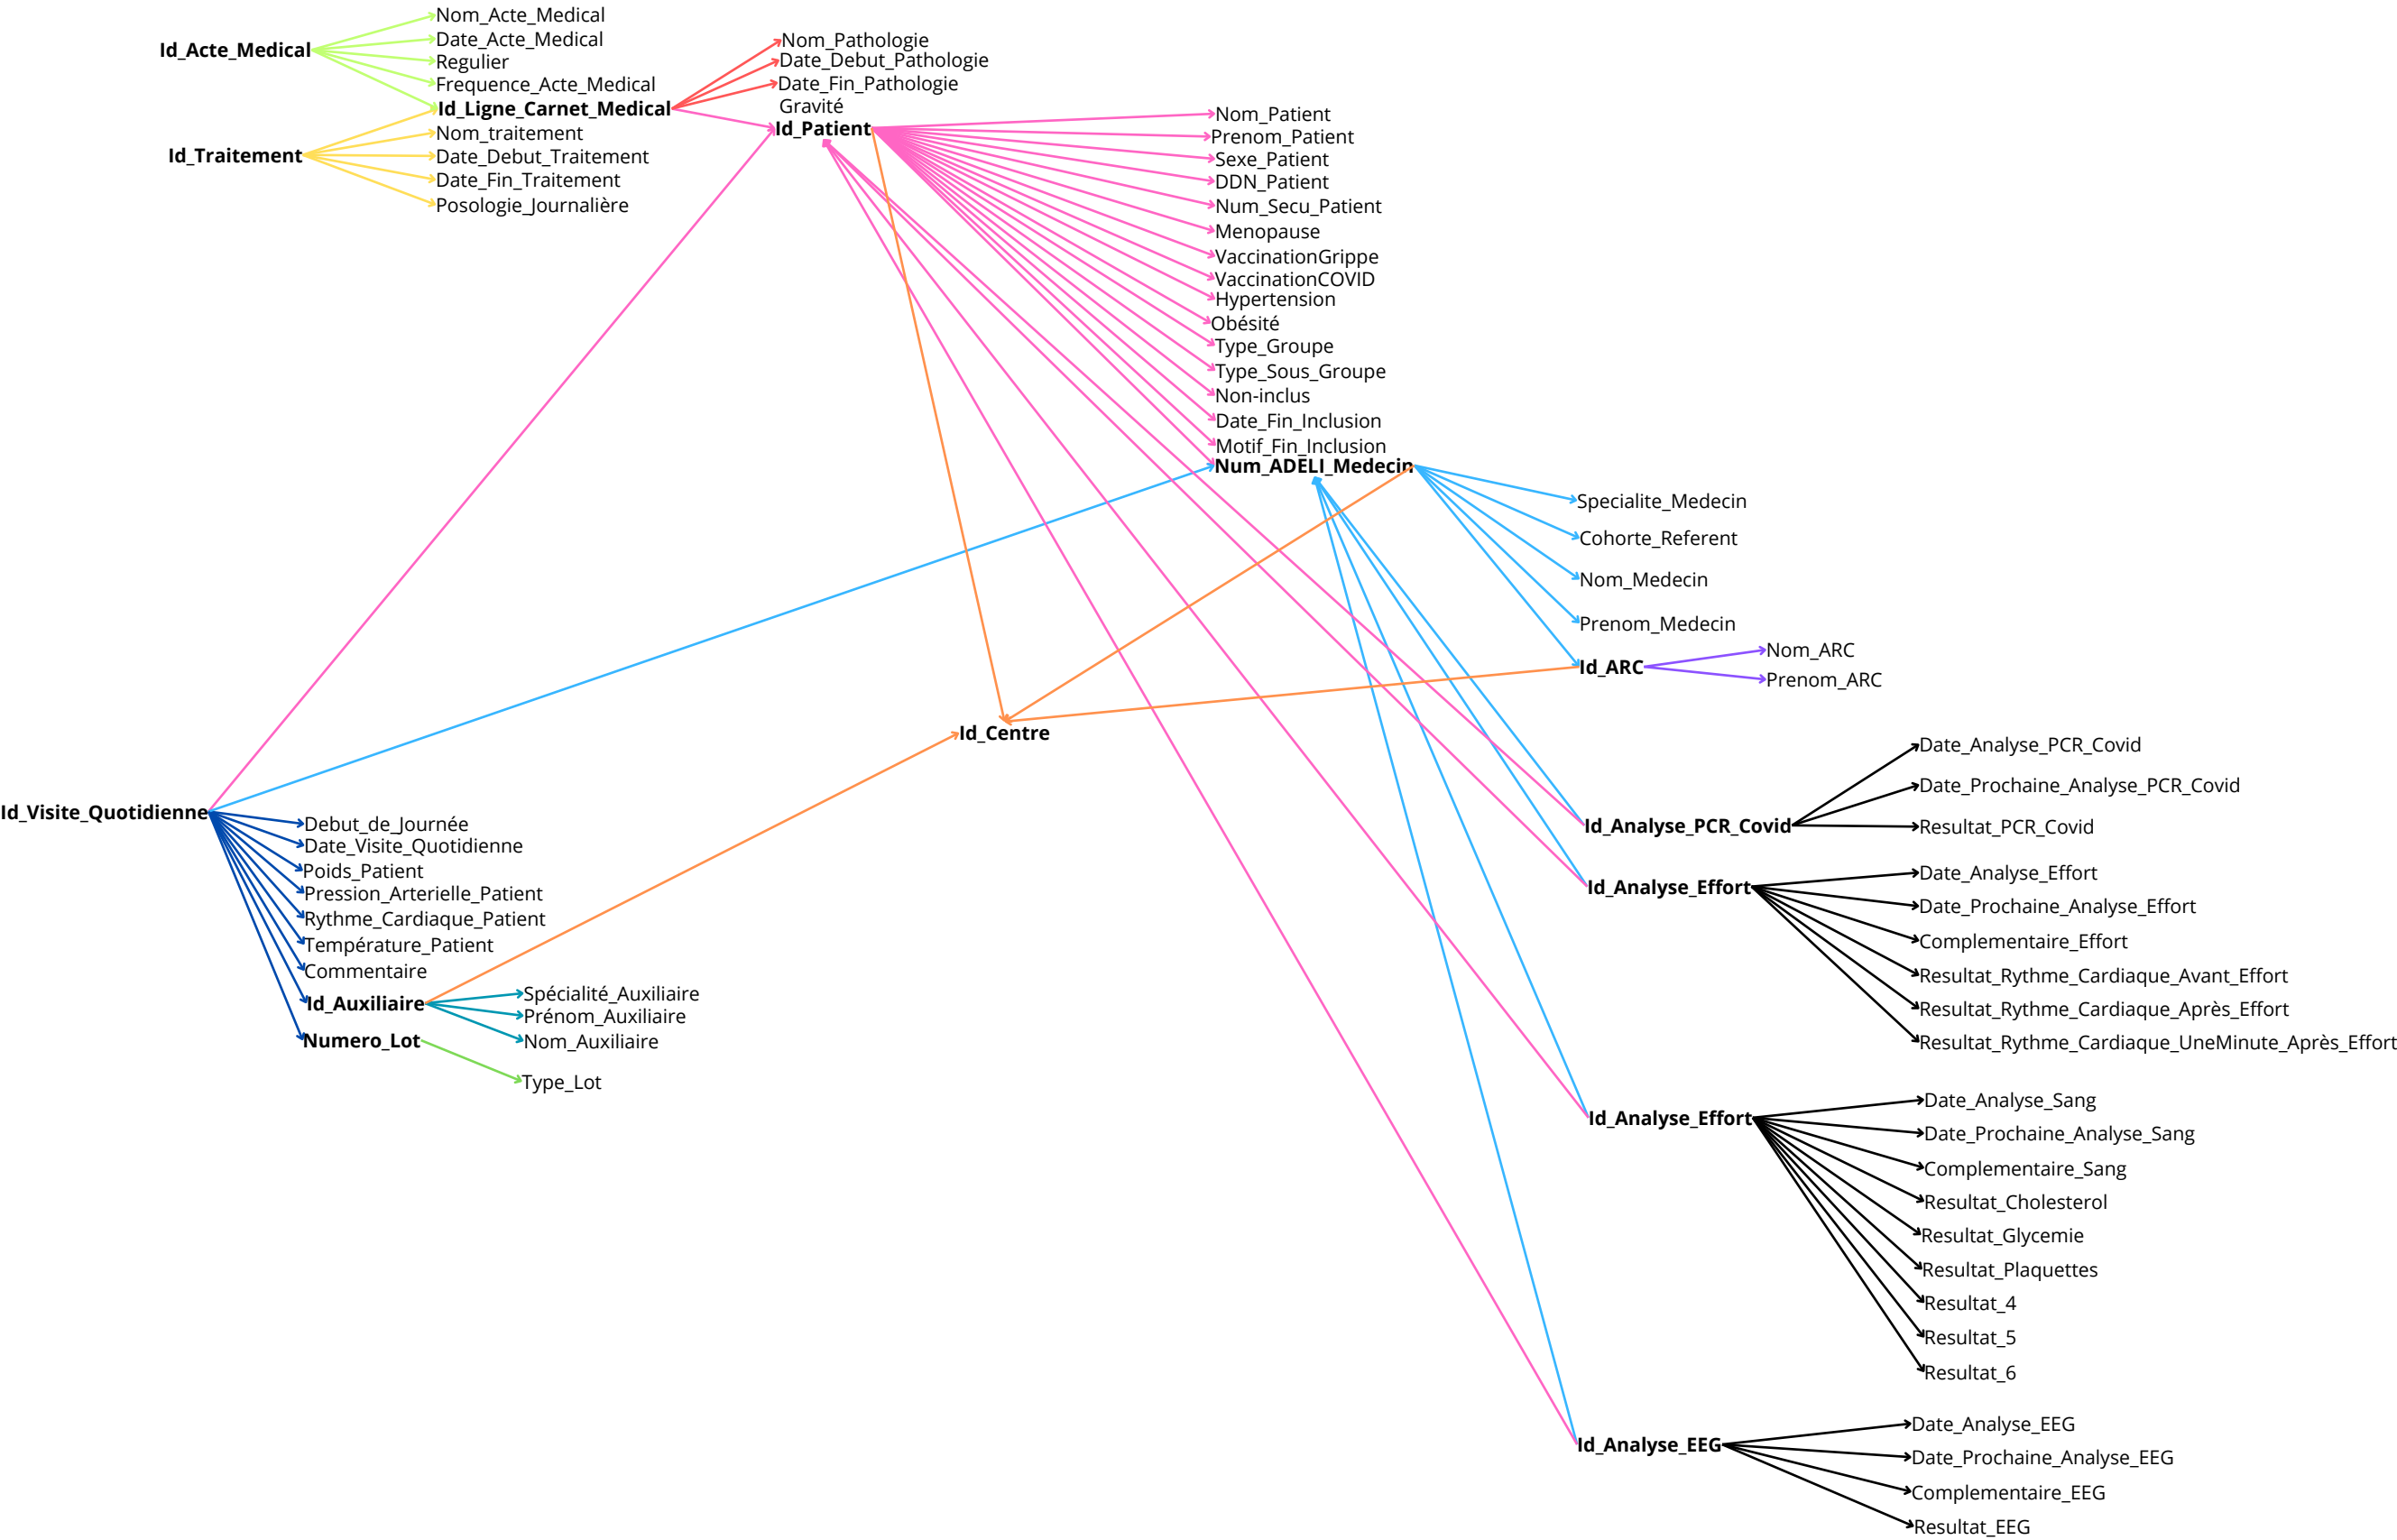 Id_Acte_Medical
Nom_Acte_Medical
Date_Acte_Medical
Regulier
Frequence_Acte_Medical
Id_Ligne_Carnet_Medical
Id_Traitement
Nom_traitement
Date_Debut_Traitement
Date_Fin_Traitement
Posologie_Journalière
Nom_Pathologie
Date_Debut_Pathologie
Date_Fin_Pathologie
Gravité
Id_Patient
Nom_Patient
Prenom_Patient
Sexe_Patient
DDN_Patient
Num_Secu_Patient
Menopause
VaccinationGrippe
VaccinationCOVID
Hypertension
Obésité
Type_Groupe
Type_Sous_Groupe
Non-inclus
Date_Fin_Inclusion
Motif_Fin_Inclusion
Num_ADELI_Medecin
Specialite_Medecin
Cohorte_Referent
Nom_Medecin
Prenom_Medecin
Id_ARC
Nom_ARC
Prenom_ARC
Id_Centre
Id_Visite_Quotidienne
Debut_de_Journée
Date_Visite_Quotidienne
Poids_Patient
Pression_Arterielle_Patient
Rythme_Cardiaque_Patient
Température_Patient
Commentaire
Id_Auxiliaire
Numero_Lot
Spécialité_Auxiliaire
Prénom_Auxiliaire
Nom_Auxiliaire
Type_Lot
Id_Analyse_PCR_Covid
Date_Analyse_PCR_Covid
Date_Prochaine_Analyse_PCR_Covid
Resultat_PCR_Covid
Id_Analyse_Effort
Date_Analyse_Effort
Date_Prochaine_Analyse_Effort
Complementaire_Effort
Resultat_Rythme_Cardiaque_Avant_Effort
Resultat_Rythme_Cardiaque_Après_Effort
Resultat_Rythme_Cardiaque_UneMinute_Après_Effort
Id_Analyse_Effort
Date_Analyse_Sang
Date_Prochaine_Analyse_Sang
Complementaire_Sang
Resultat_Cholesterol
Resultat_Glycemie
Resultat_Plaquettes
Resultat_4
Resultat_5
Resultat_6
Id_Analyse_EEG
Date_Analyse_EEG
Date_Prochaine_Analyse_EEG
Complementaire_EEG
Resultat_EEG